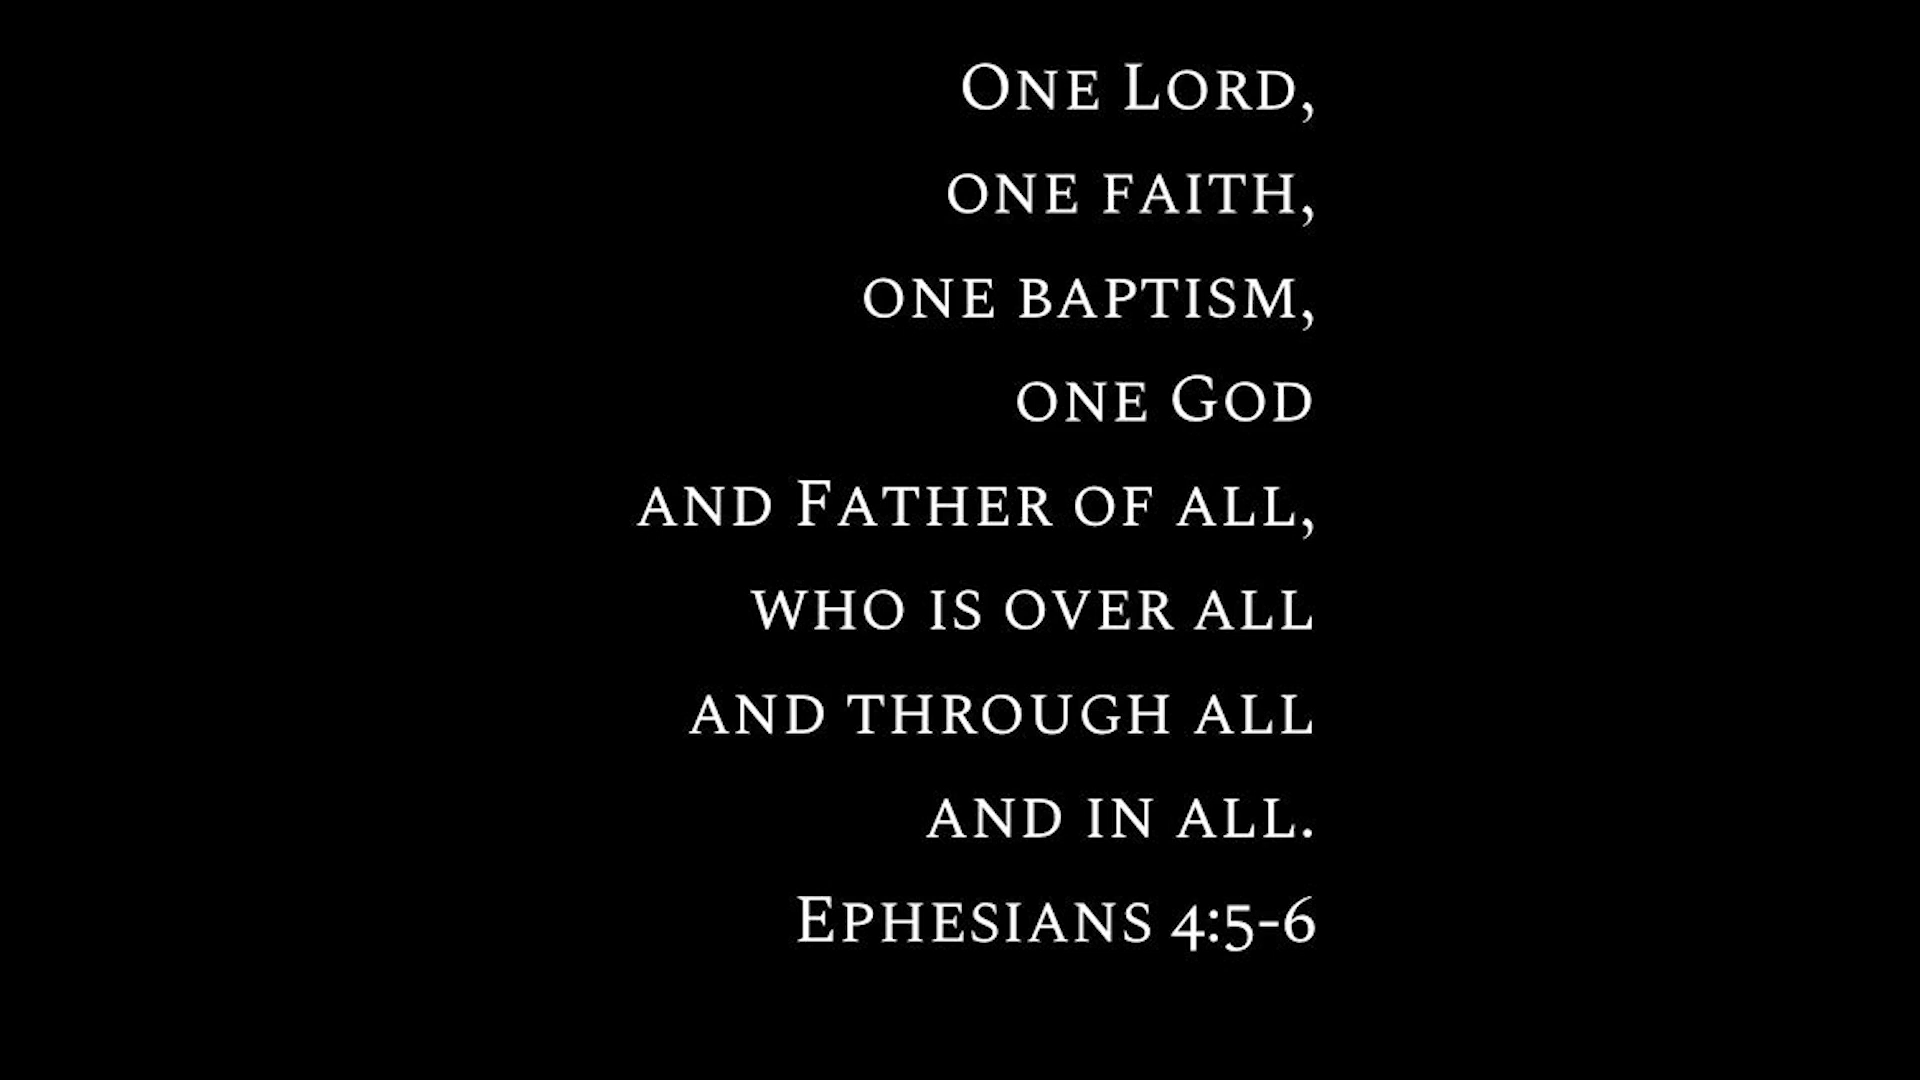 One Lord,
one faith,
one baptism,
one God
and Father of all,
who is over all
and through all
and in all.
Ephesians 4:5-6